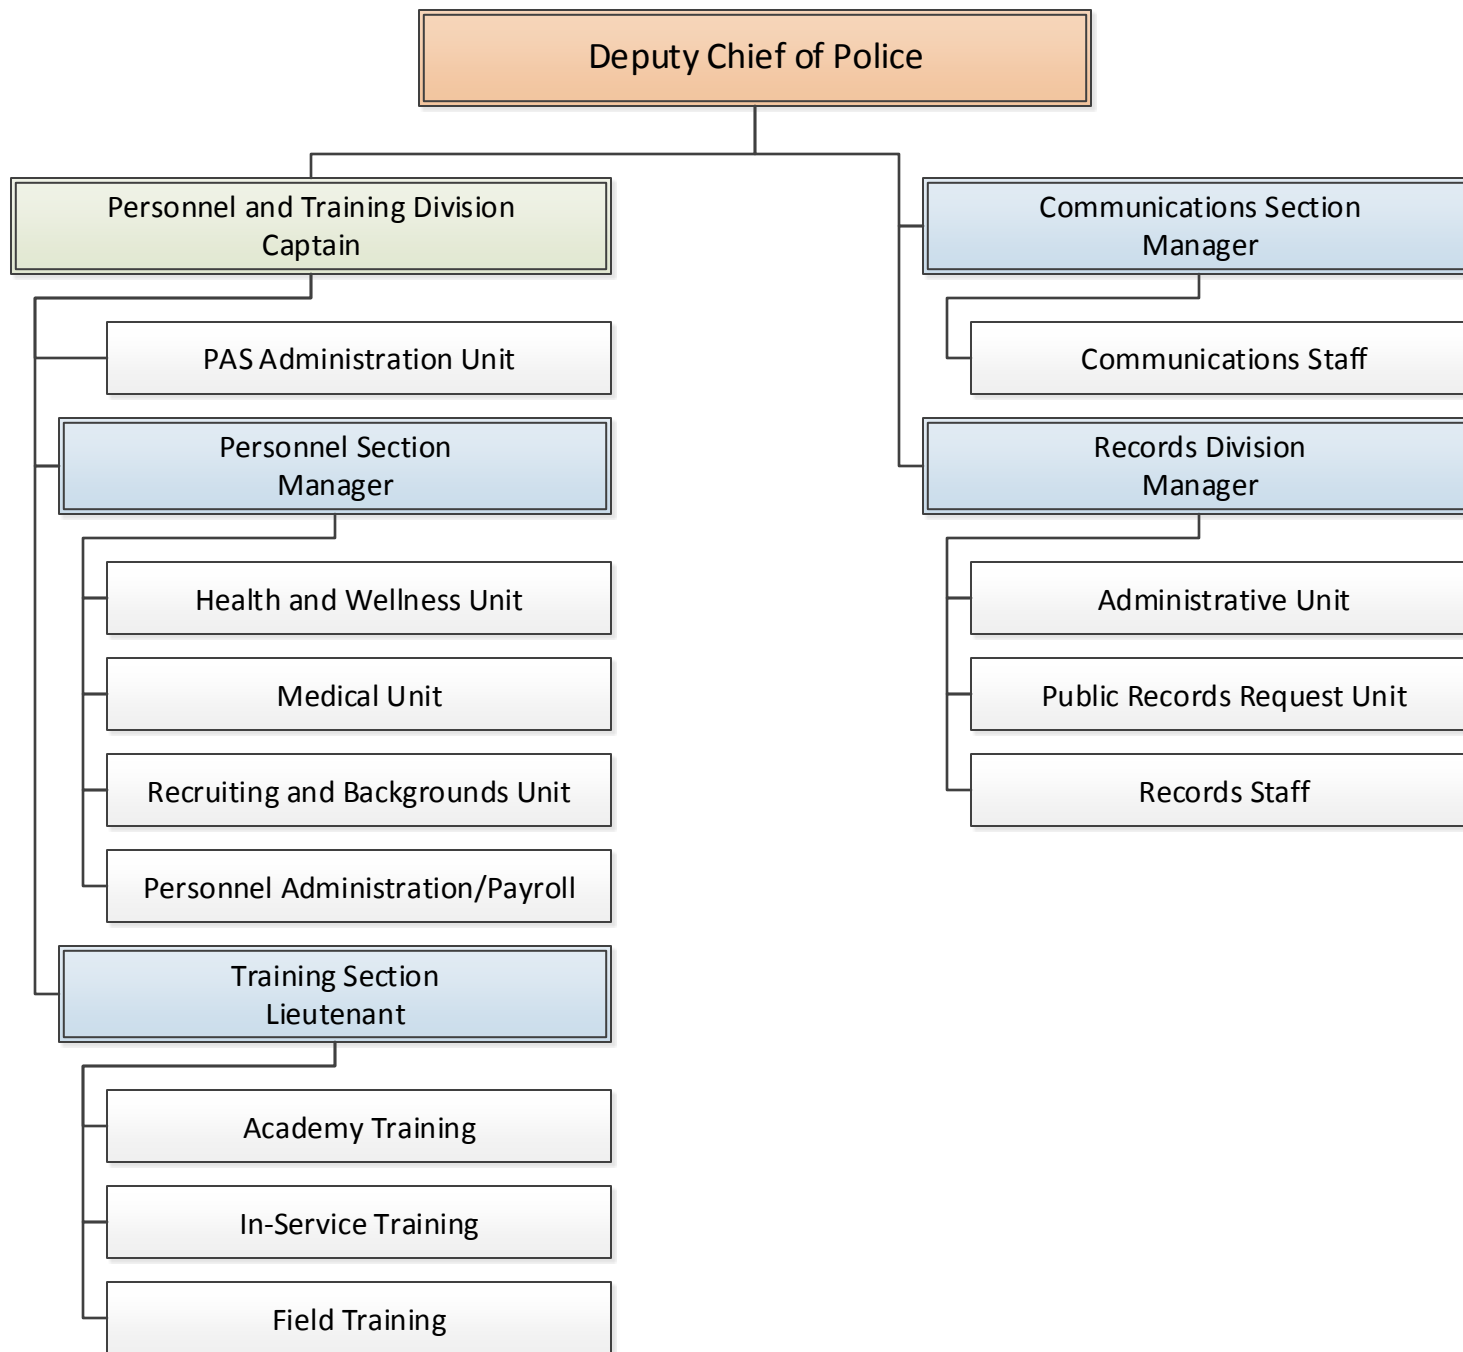 Deputy Chief of Police
Personnel and Training Division
Captain
PAS Administration Unit
Personnel Section
Manager
Health and Wellness Unit
Medical Unit
Recruiting and Backgrounds Unit
Personnel Administration/Payroll
Training Section
Lieutenant
Academy Training
In-Service Training
Field Training
Communications Section
Manager
Communications Staff
Records Division
Manager
Administrative Unit
Public Records Request Unit
Records Staff